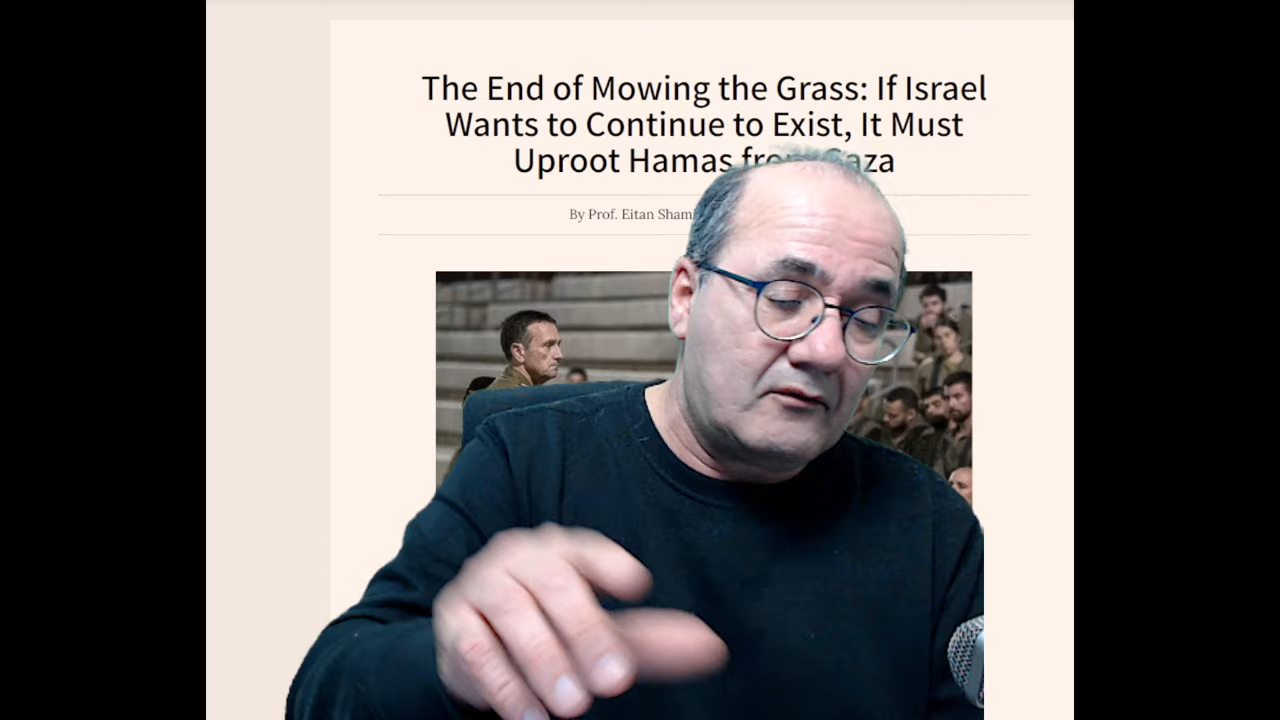 The End of Mowing the Grass: If Israel
Wants to Continue to Exist, It Must
Uproot Hamas
By Prof. Eitan